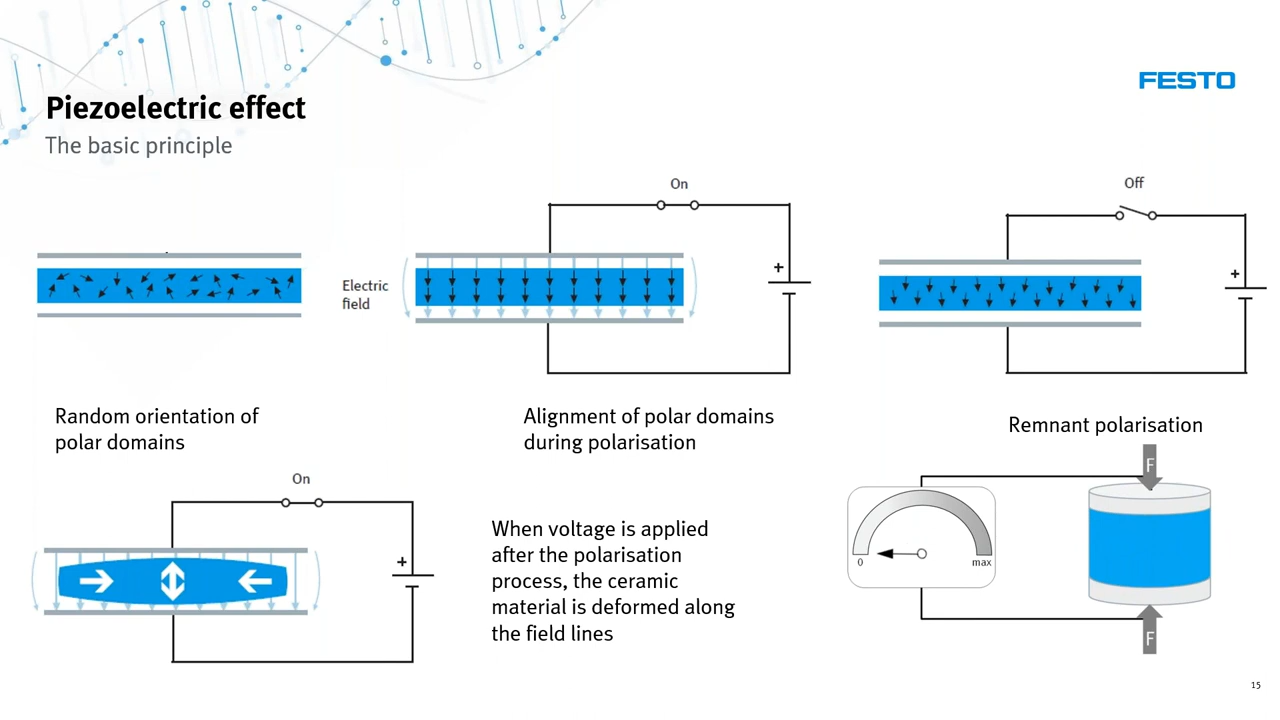 FESTO
Piezoelectric effect
The basic principle
On
+
Electric
field
Off
+
Random orientation of
polar domains
Alignment of polar domains
during polarisation
Remnant polarisation
On
+
When voltage is applied
after the polarisation
process, the ceramic
material is deformed along
the field lines
F
0
max
F
15